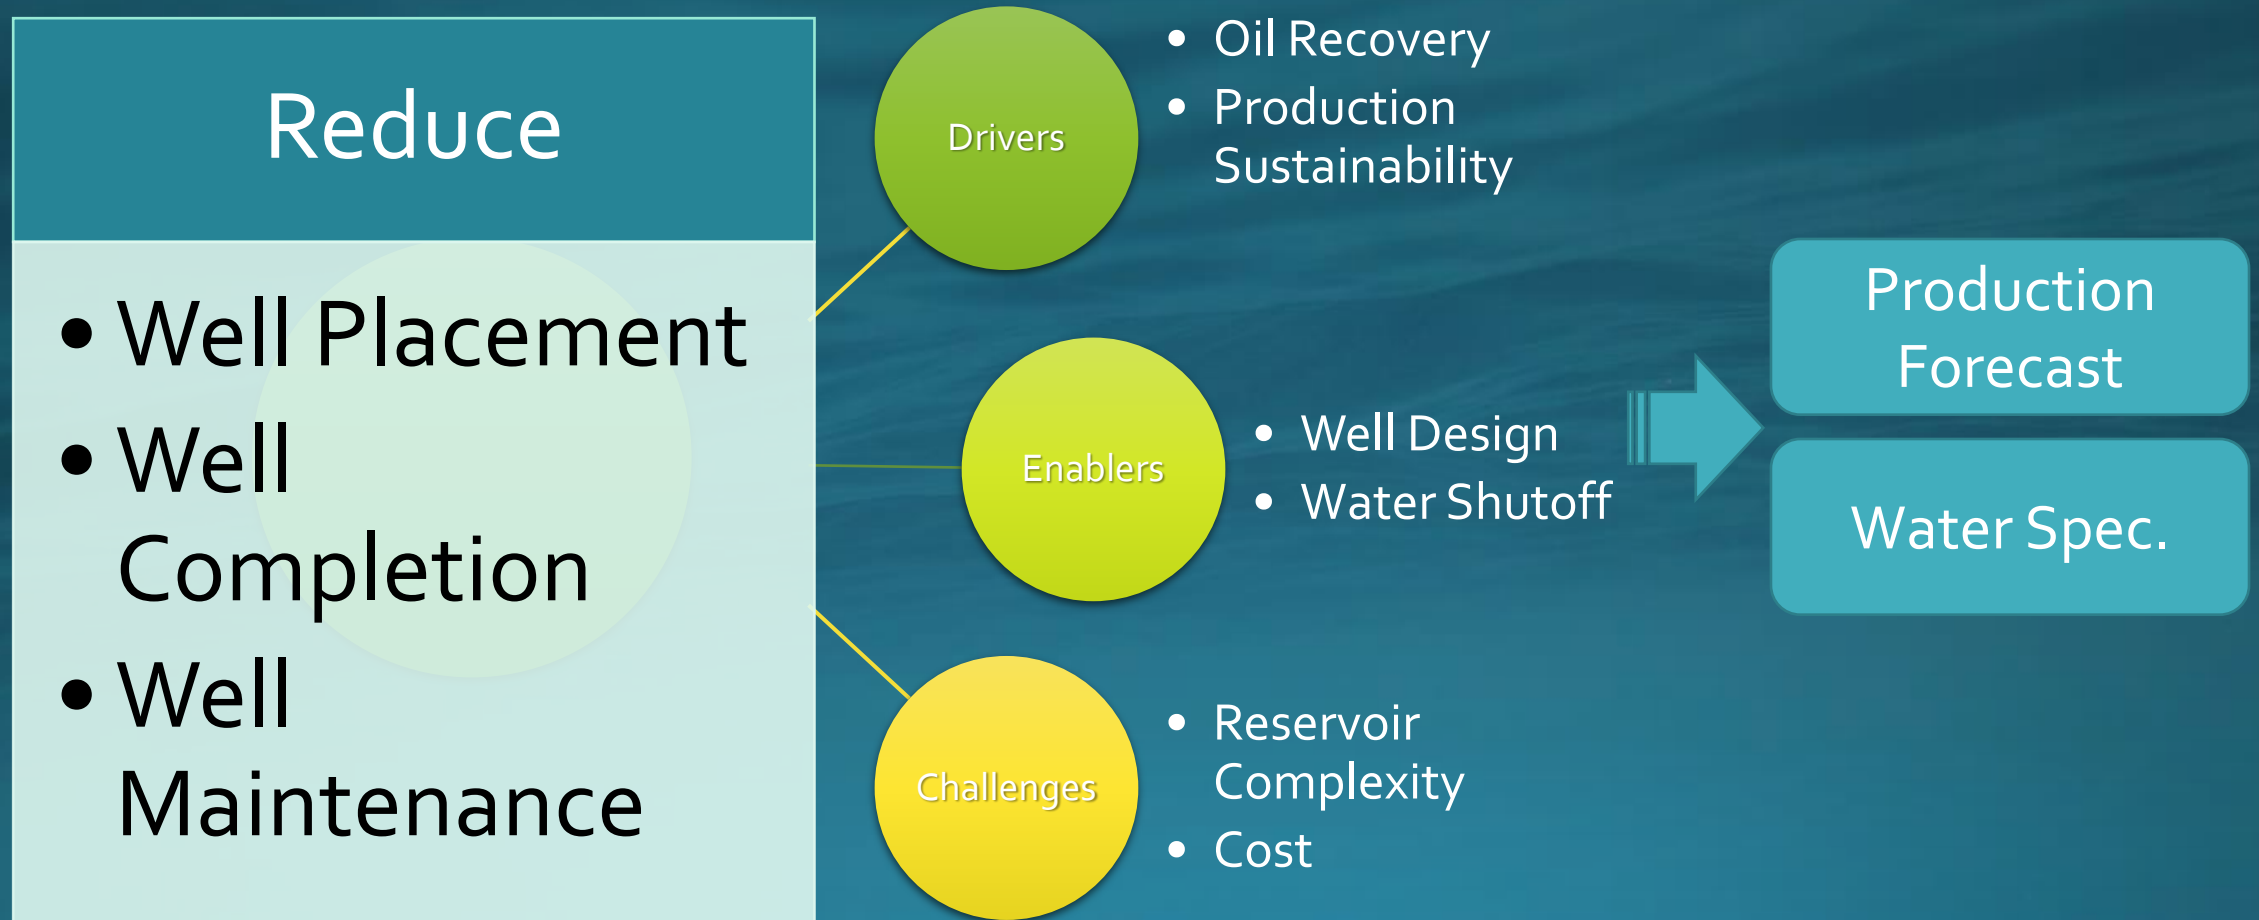 Reduce
• Well Placement
• Well
Completion
• Well
Maintenance
Drivers
• Oil Recovery
• Production
Sustainability
Enablers
• Well Design
• Water Shutoff
Challenges
• Reservoir
Complexity
• Cost
Production
Forecast
Water Spec.